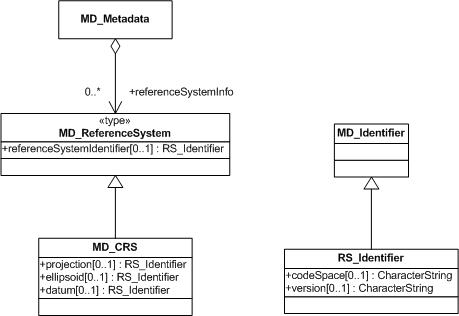 MD_Metadata
0..* +referenceSystemInfo
«type»
MD_ReferenceSystem
+referenceSystemIdentifier[0..1] : RS_Identifier
MD_Identifier
MD_CRS
+projection[0..1] : RS_Identifier
+ellipsoid[0..1] : RS_Identifier
+datum[0..1] : RS_Identifier
RS_Identifier
+codeSpace[0..1] : CharacterString
+version[0..1] : CharacterString